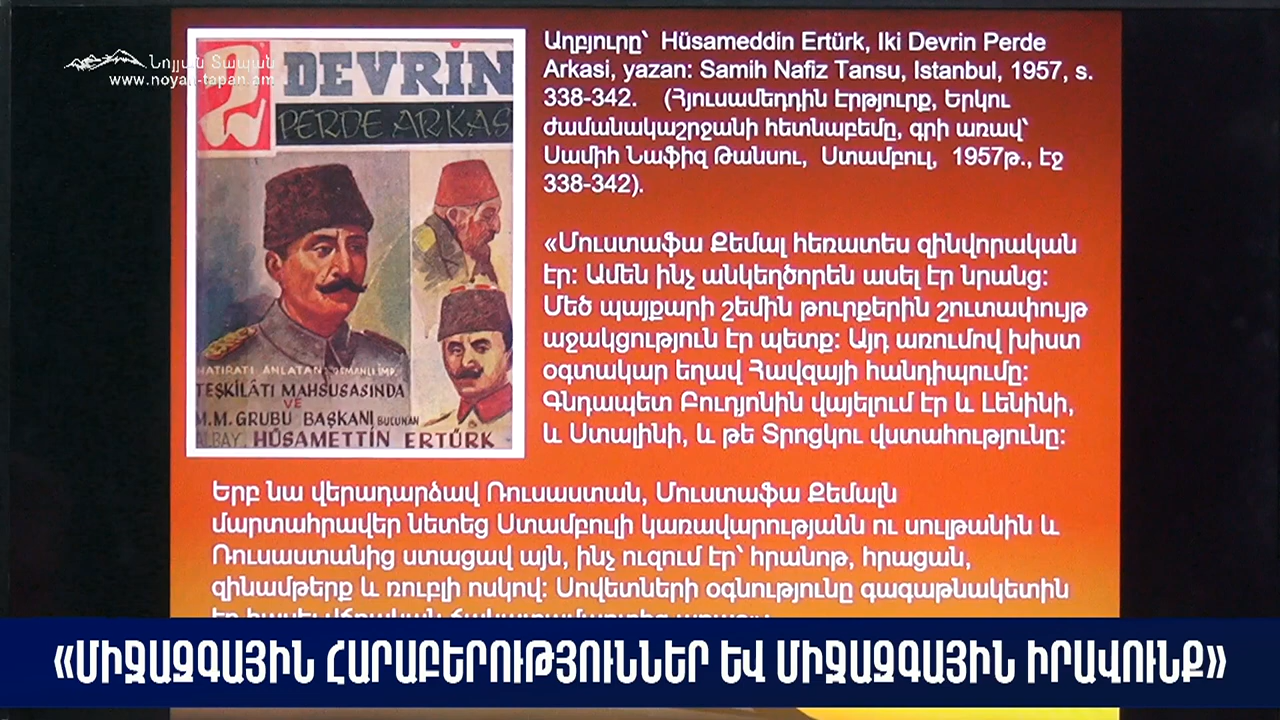 Նոյյան Տապան
www.noyan-tapan.am
2 DEVRİN
PERDE ARKASI
HATIRATI ANLATAN OSMANLI İMP.
TEŞKİLÂTI MAHSUSASINDA
VE
M.M. GRUBU BAŞKANI BULUNAN
ALBAY HÜSAMETTİN ERTÜRK
Աղբյուրը՝ Hüsameddin Ertürk, Iki Devrin Perde
Arkasi, yazan: Samih Nafiz Tansu, Istanbul, 1957, s.
338-342. (Հյուսամեդդին Էրթյուրք, Երկու
ժամանակաշրջանի հետնաբեմը, գրի առավ՝
Սամիհ Նաֆիզ Թանսու, Ստամբուլ, 1957թ., էջ
338-342).
«Մուստաֆա Քեմալ հեռատես զինվորական
էր: Ամեն ինչ անկեղծորեն ասել էր նրանց:
Մեծ պայքարի շեմին թուրքերին շուտափույթ
աջակցություն էր պետք: Այդ առումով խիստ
օգտակար եղավ Հավզայի հանդիպումը:
Գնդապետ Բուդյոնին վայելում էր և Լենինի,
և Ստալինի, և թե Տրոցկու վստահությունը:
Երբ նա վերադարձավ Ռուսաստան, Մուստաֆա Քեմալն
մարտահրավեր նետեց Ստամբուլի կառավարությանն ու սուլթանին և
Ռուսաստանից ստացավ այն, ինչ ուզում էր՝ հրանոթ, հրացան,
զինամթերք և ռուբլի ոսկով: Սովետների օգնությունը գագաթնակետին
«ՄԻՋԱԶԳԱՅԻՆ ՀԱՐԱԲԵՐՈՒԹՅՈՒՆՆԵՐ ԵՎ ՄԻՋԱԶԳԱՅԻՆ ԻՐԱՎՈՒՆՔ»